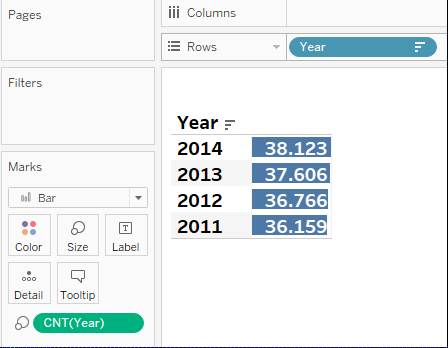 Pages
Columns
Rows
Year
Filters
Marks
Bar
Color
Size
Label
Detail
Tooltip
CNT(Year)
Year
2014 38.123
2013 37.606
2012 36.766
2011 36.159